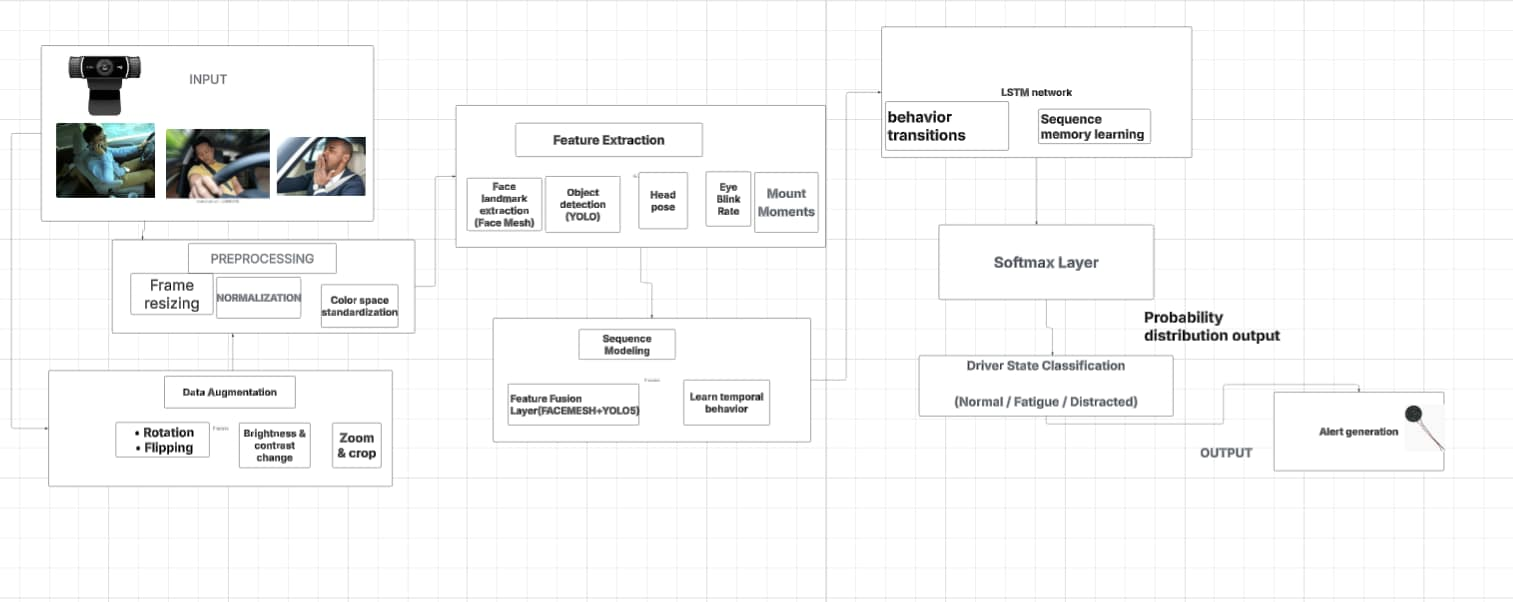 INPUT
PREPROCESSING
Frame
resizing
NORMALIZATION
Color space
standardization
Data Augmentation
• Rotation
• Flipping
Brightness &
contrast
change
Zoom
& crop
Feature Extraction
Face
landmark
extraction
(Face Mesh)
Object
detection
(YOLO)
Head
pose
Eye
Blink
Rate
Mount
Moments
Sequence
Modeling
Feature Fusion
Layer(FACEMESH+YOLO5)
Learn temporal
behavior
LSTM network
behavior
transitions
Sequence
memory learning
Softmax Layer
Probability
distribution output
Driver State Classification
(Normal / Fatigue / Distracted)
OUTPUT
Alert generation